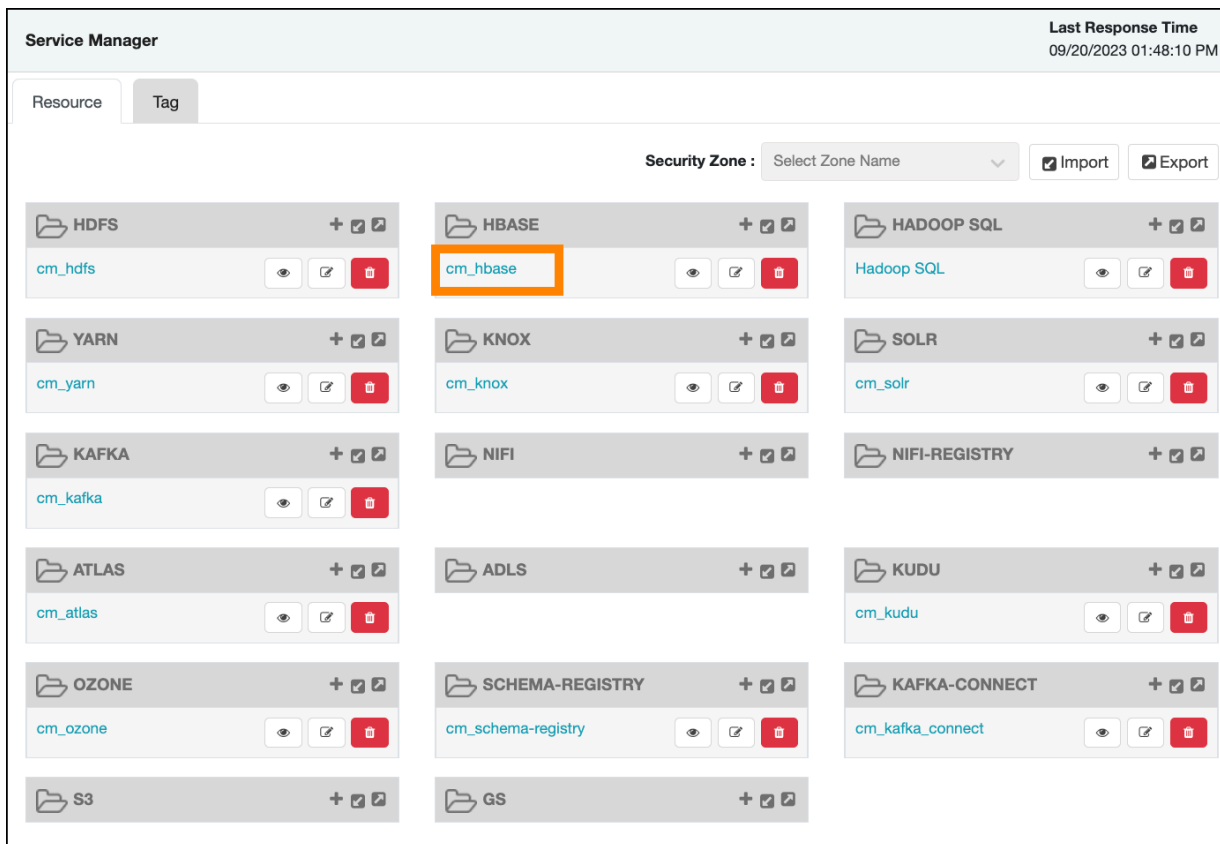 Service Manager
Last Response Time
09/20/2023 01:48:10 PM
Resource
Tag
Security Zone :
Select Zone Name
Import
Export
HDFS
cm_hdfs
HBASE
cm_hbase
HADOOP SQL
Hadoop SQL
YARN
cm_yarn
KNOX
cm_knox
SOLR
cm_solr
KAFKA
cm_kafka
NIFI
NIFI-REGISTRY
ATLAS
cm_atlas
ADLS
KUDU
cm_kudu
OZONE
cm_ozone
SCHEMA-REGISTRY
cm_schema-registry
KAFKA-CONNECT
cm_kafka_connect
S3
GS